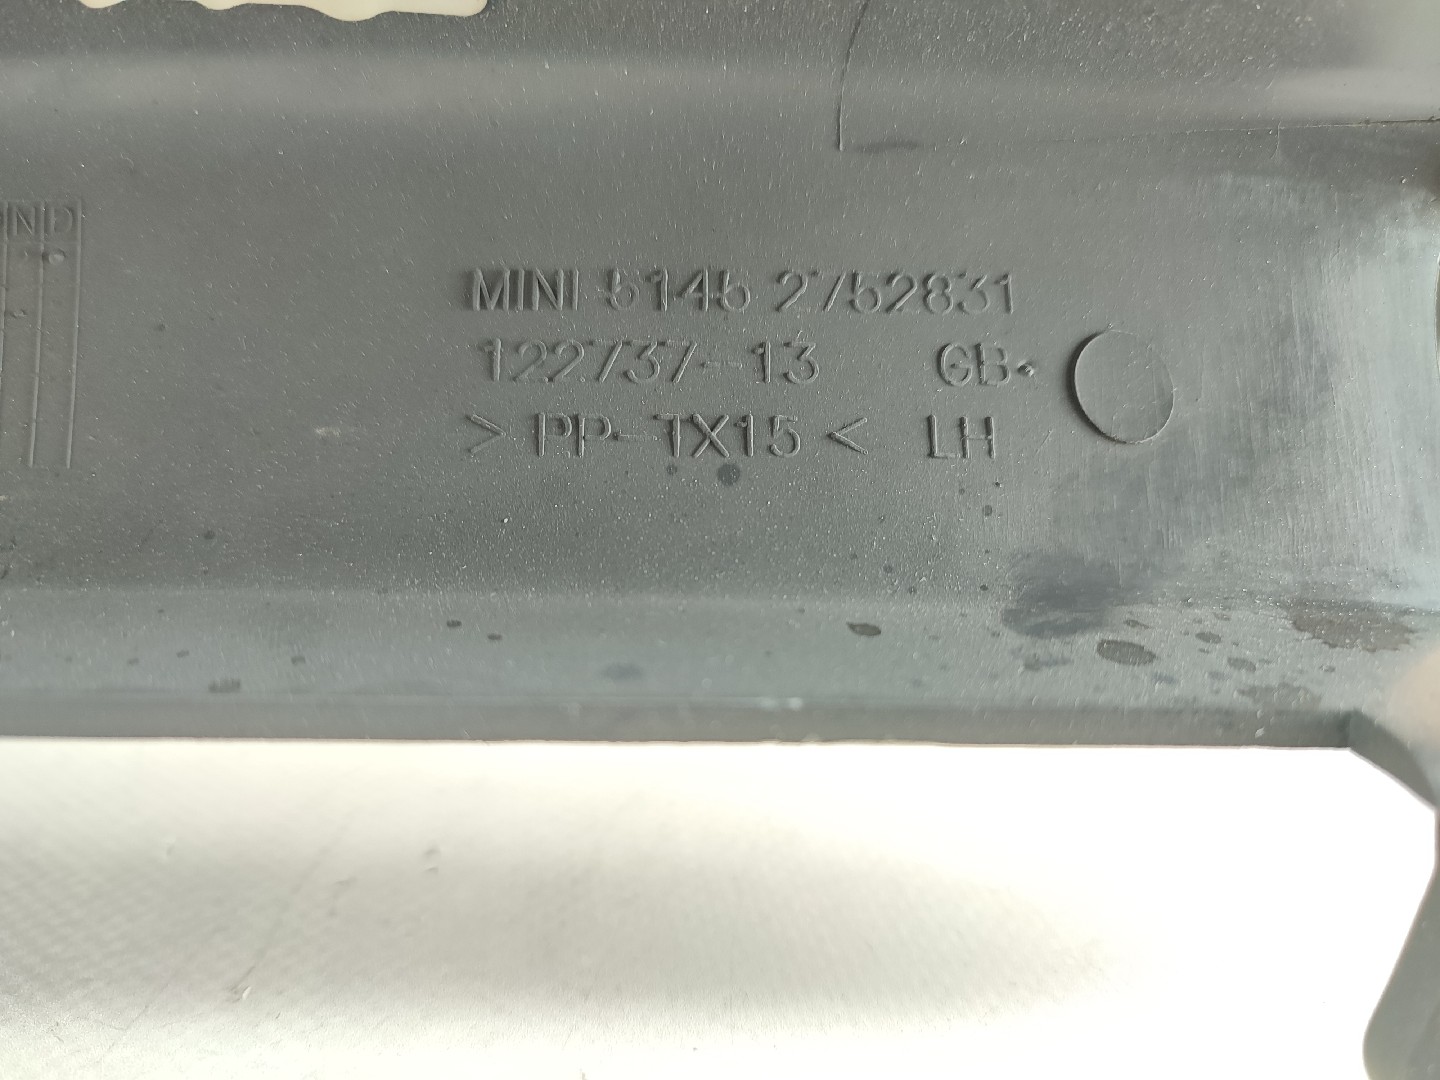 MINI 5145 2752831
122737-13 GB.
>PP-TX15< LH